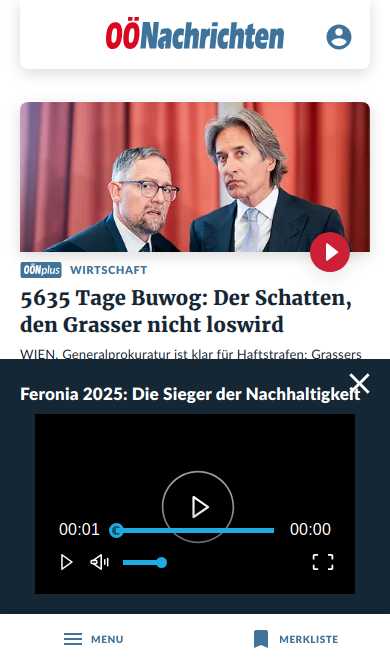 OÖNachrichten
OÖNplus WIRTSCHAFT
5635 Tage Buwog: Der Schatten,
den Grasser nicht loswird
WIEN. Generalprokuratur ist klar für Haftstrafen: Grassers
Feronia 2025: Die Sieger der Nachhaltigkeit
00:01 00:00
MENU MERKLISTE